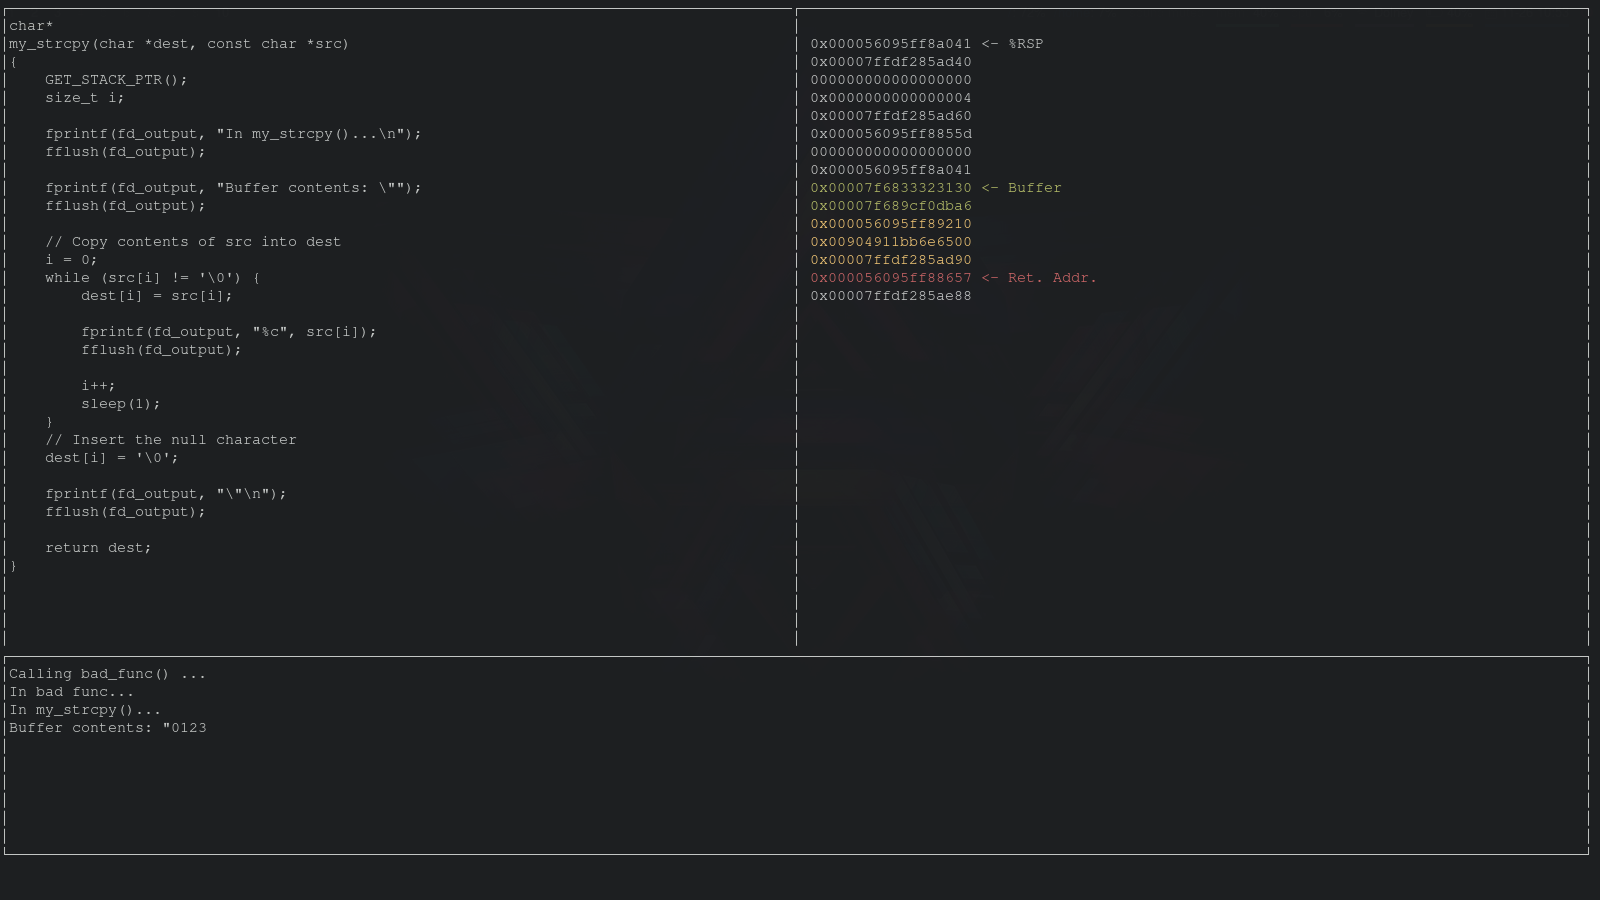 char*
my_strcpy(char *dest, const char *src)
{
    GET_STACK_PTR();
    size_t i;

    fprintf(fd_output, "In my_strcpy()...\n");
    fflush(fd_output);

    fprintf(fd_output, "Buffer contents: \"");
    fflush(fd_output);

    // Copy contents of src into dest
    i = 0;
    while (src[i] != '\0') {
        dest[i] = src[i];

        fprintf(fd_output, "%c", src[i]);
        fflush(fd_output);

        i++;
        sleep(1);
    }
    // Insert the null character
    dest[i] = '\0';

    fprintf(fd_output, "\"\n");
    fflush(fd_output);

    return dest;
}
0x000056095ff8a041 <- %RSP
0x00007ffdf285ad40
000000000000000000
0x0000000000000004
0x00007ffdf285ad60
0x000056095ff8855d
000000000000000000
0x000056095ff8a041
0x00007f6833323130 <- Buffer
0x00007f689cf0dba6
0x000056095ff89210
0x00904911bb6e6500
0x00007ffdf285ad90
0x000056095ff88657 <- Ret. Addr.
0x00007ffdf285ae88
Calling bad_func() ...
In bad func...
In my_strcpy()...
Buffer contents: "0123